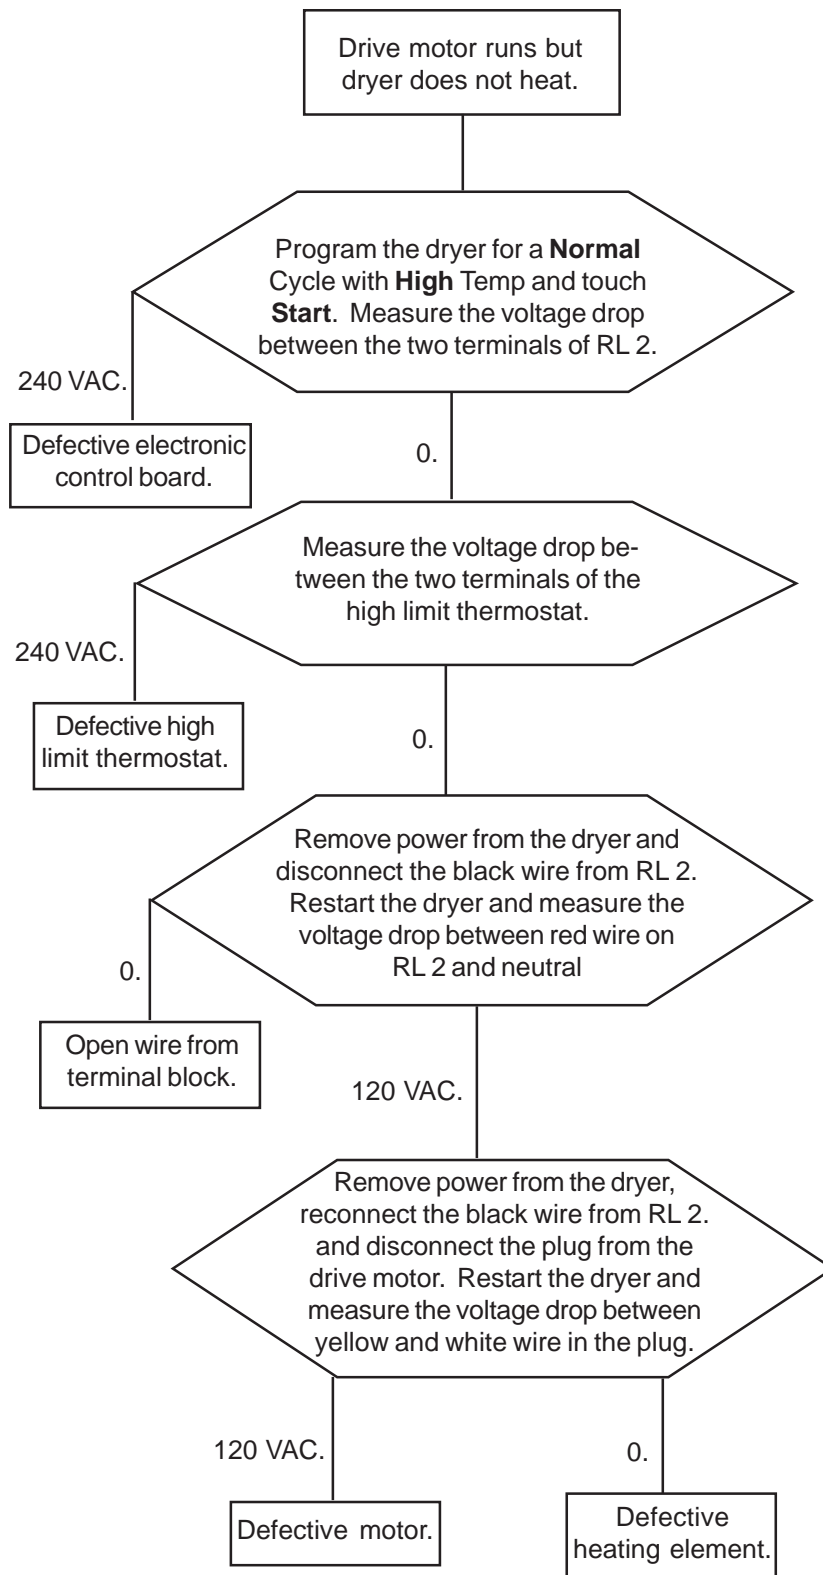 Drive motor runs but
dryer does not heat.
Program the dryer for a Normal
Cycle with High Temp and touch
Start. Measure the voltage drop
between the two terminals of RL 2.
240 VAC.
Defective electronic
control board.
0.
Measure the voltage drop be-
tween the two terminals of the
high limit thermostat.
240 VAC.
Defective high
limit thermostat.
0.
Remove power from the dryer and
disconnect the black wire from RL 2.
Restart the dryer and measure the
voltage drop between red wire on
RL 2 and neutral
0.
Open wire from
terminal block.
120 VAC.
Remove power from the dryer,
reconnect the black wire from RL 2.
and disconnect the plug from the
drive motor. Restart the dryer and
measure the voltage drop between
yellow and white wire in the plug.
120 VAC.
0.
Defective motor.
Defective
heating element.